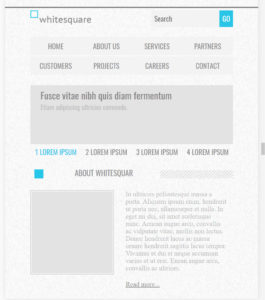 whitesquare
Search GO
HOME ABOUT US SERVICES PARTNERS
CUSTOMERS PROJECTS CAREERS CONTACT
Fusce vitae nibh quis diam fermentum
Etiam adipiscing ultricies commodo.
1 LOREM IPSUM 2 LOREM IPSUM 3 LOREM IPSUM 4 LOREM IPSUM
ABOUT WHITESQUAR
In ultricies pellentesque massa a
porta. Aliquam ipsum enim, hendrerit
ut porta nec, ullamcorper et nulla. In
eget mi dui, sit amet scelerisque
nunc. Aenean augue arcu, convallis
ac vulputate vitae, mollis non lectus.
Donec hendrerit lacus ac massa
ornare hendrerit sagittis lacus tempor.
Vivamus et dui et neque accumsan
varius et ut erat. Enean augue arcu,
convallis ac ultrices.
Read more...